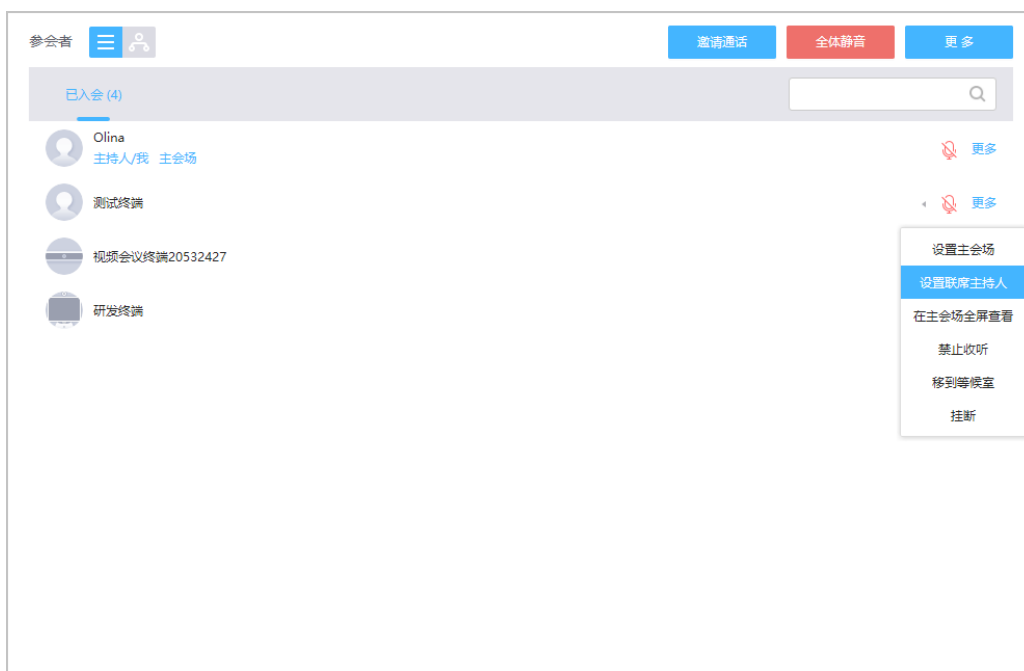 参会者
邀请通话
全体静音
更 多
已入会 (4)
Olina
主持人/我 主会场
更多
测试终端
更多
视频会议终端20532427
研发终端
设置主会场
设置联席主持人
在主会场全屏查看
禁止收听
移到等候室
挂断